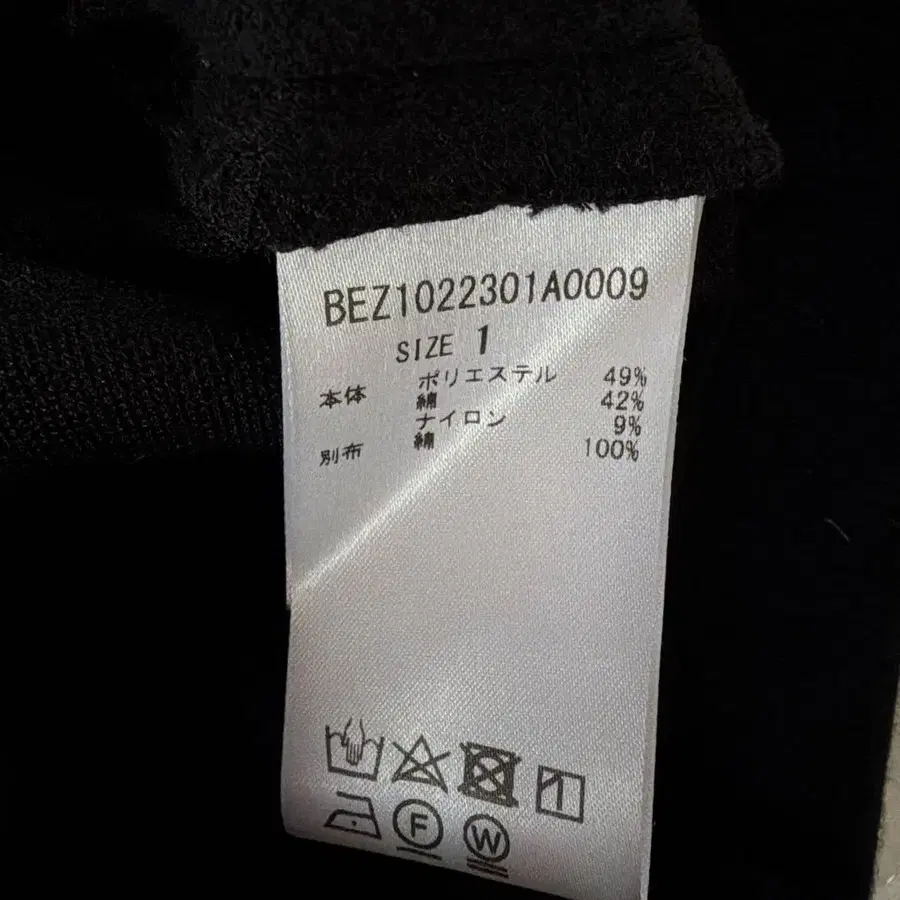 BEZ1022301A0009
SIZE 1
本体 ポリエステル 49%
綿 42%
ナイロン 9%
別布 綿 100%
F
W